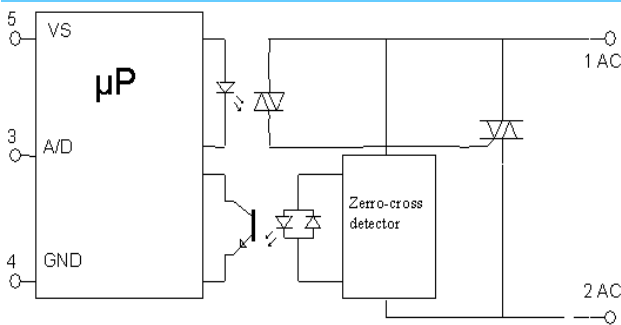 5
VS
μP
1 AC
3
A/D
Zerro-cross
detector
4
GND
2 AC